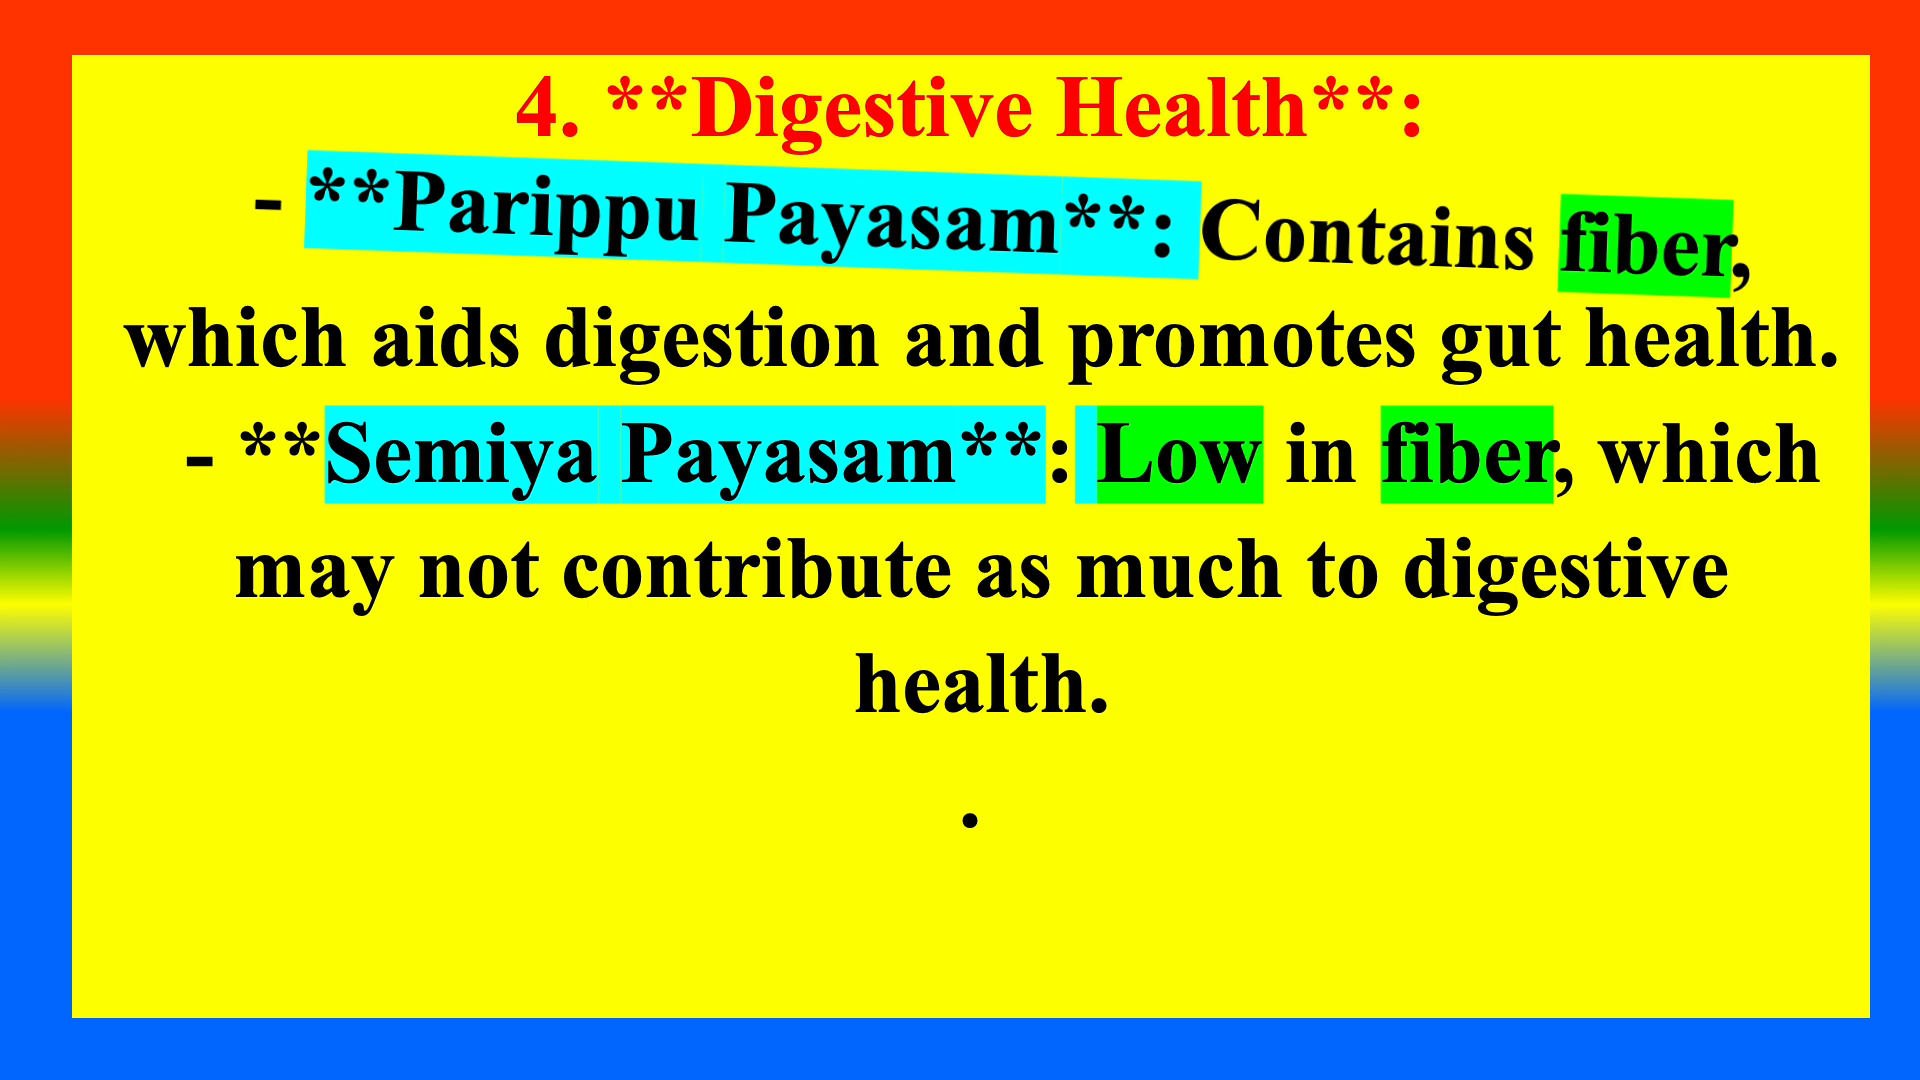 4. **Digestive Health**:
- **Parippu Payasam**: Contains fiber,
which aids digestion and promotes gut health.
- **Semiya Payasam**: Low in fiber, which
may not contribute as much to digestive
health.
.